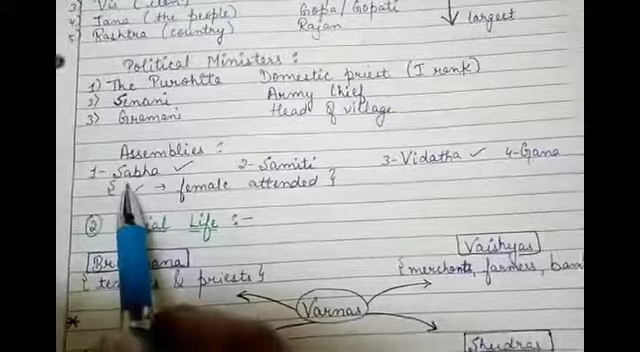 3 Vis (clan) Gopa/Gopati
4 Jana (the people) Rajan
5 Rashtra (country)
largest
Political Ministers :
1) The Purohita Domestic priest (I rank)
2) Senani Army Chief
3) Gramani Head of village
Assemblies :
1- Sabha ✓ 2- Samiti 3- Vidatha ✓ 4- Gana
{ ✓ → female attended }
② Life :-
Vaishyas
& priests }
{ merchants, farmers,
Varnas
*
Shudras